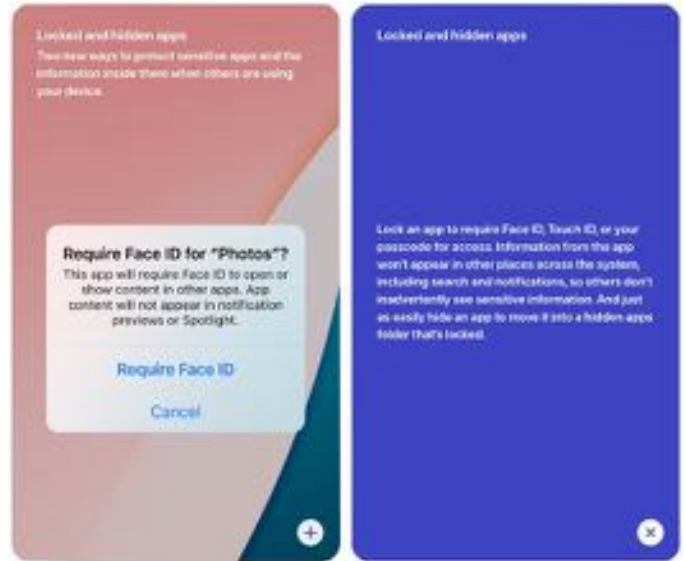 Locked and hidden apps
Two new ways to protect sensitive apps and the
information inside them when others are using
your device.
Require Face ID for “Photos”?
This app will require Face ID to open or
show content in other apps. App
content will not appear in notification
previews or Spotlight.
Require Face ID
Cancel
Locked and hidden apps
Lock an app to require Face ID, Touch ID, or your
passcode for access. Information from the app
won’t appear in other places across the system,
including search and notifications, so others don’t
inadvertently see sensitive information. And just
as easily hide an app to move it into a hidden apps
folder that’s locked.